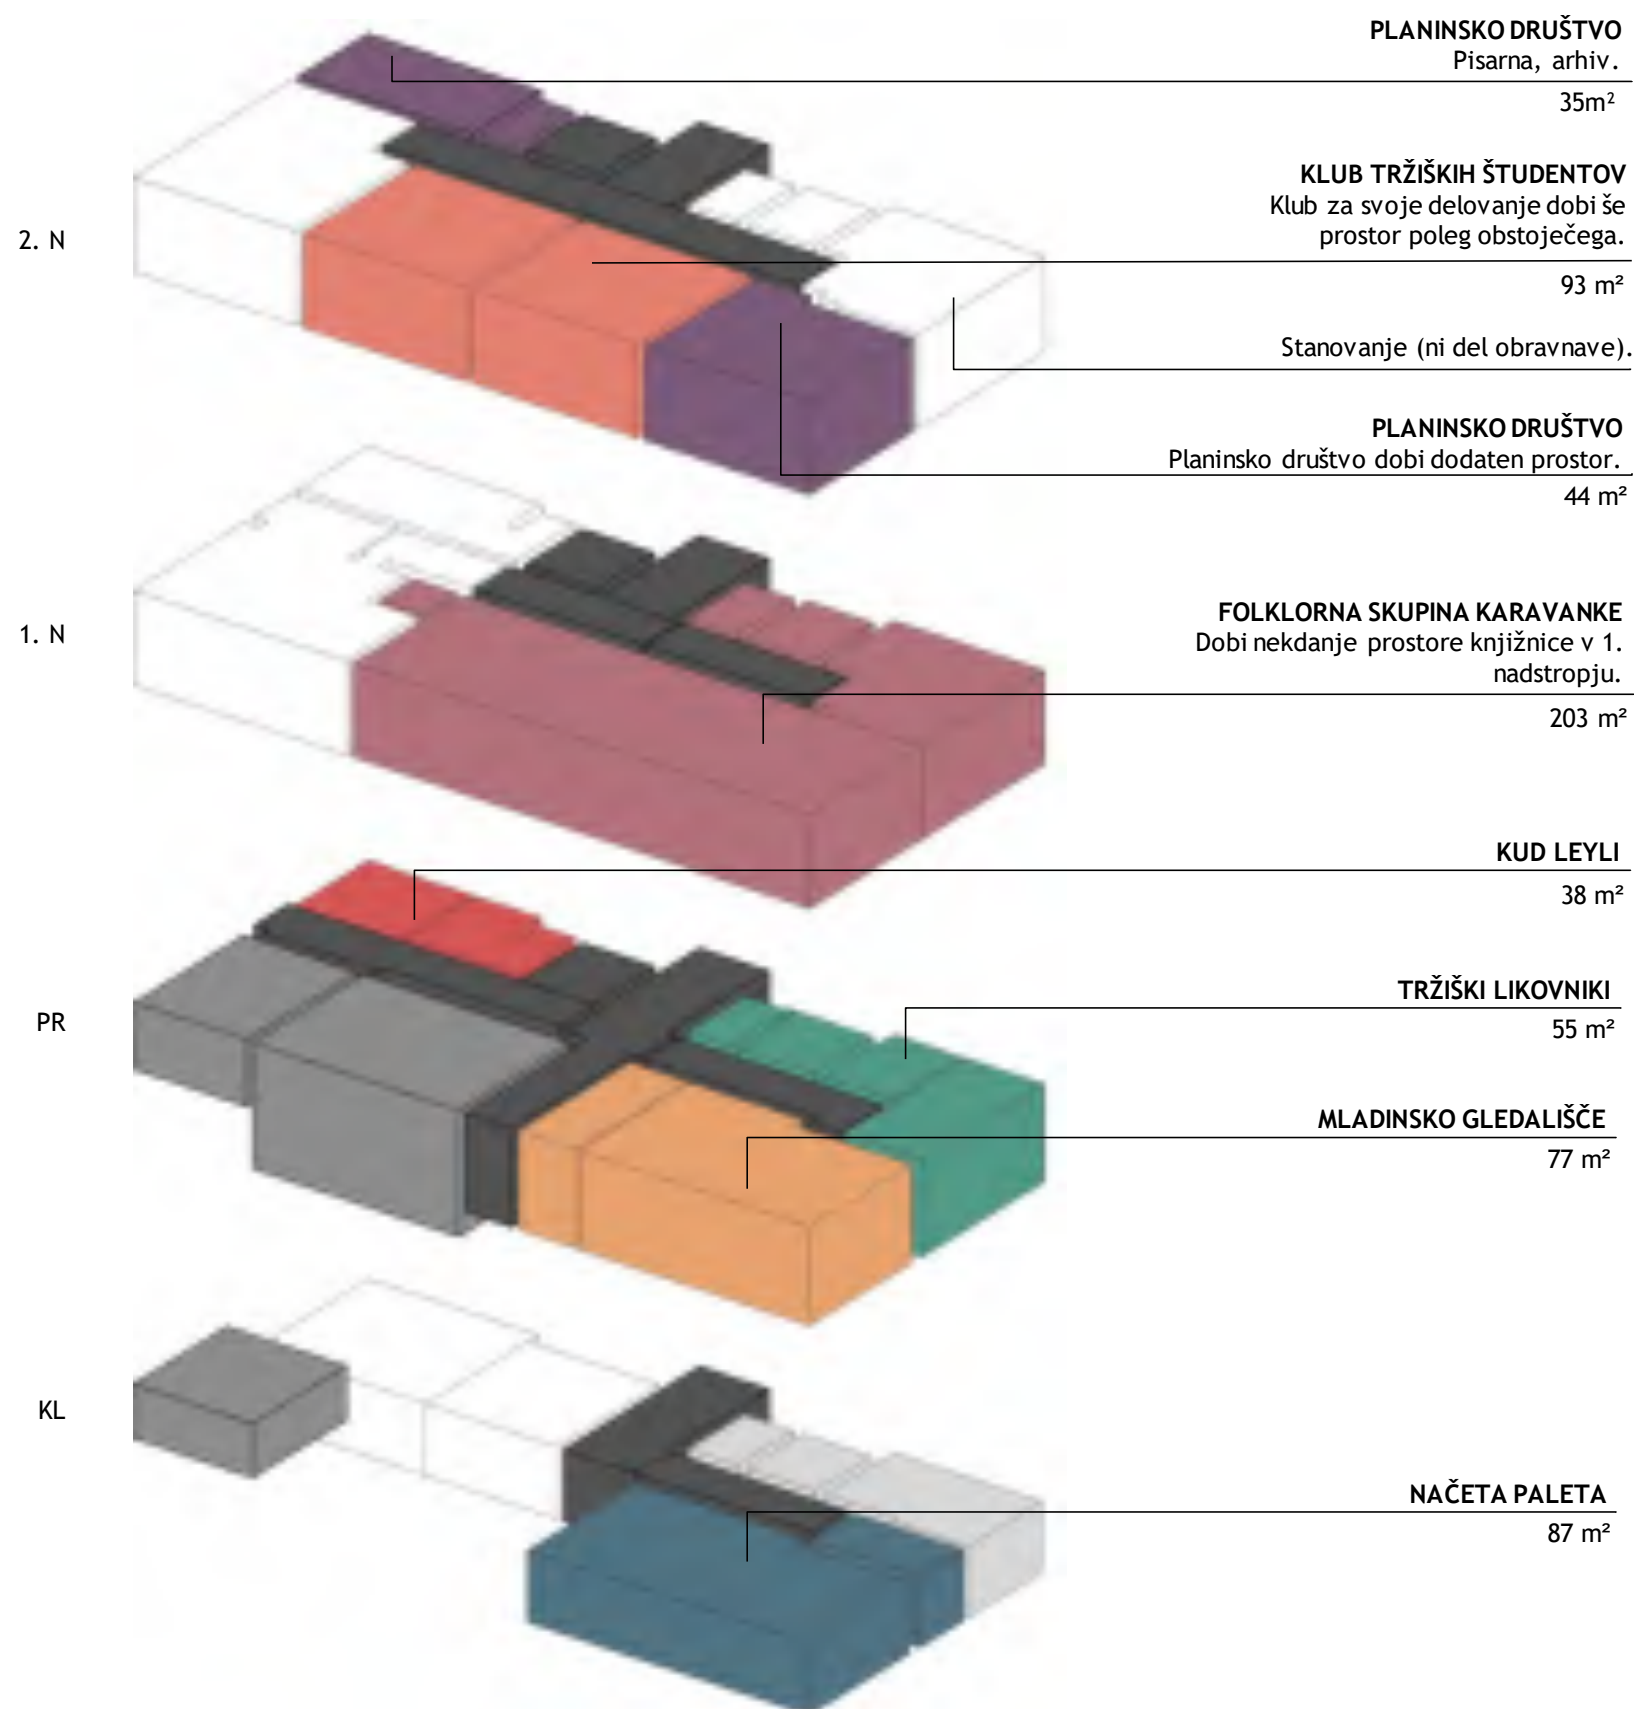 PLANINSKO DRUŠTVO
Pisarna, arhiv.
35m²
KLUB TRŽIŠKIH ŠTUDENTOV
Klub za svoje delovanje dobi še
prostor poleg obstoječega.
2. N
93 m²
Stanovanje (ni del obravnave).
PLANINSKO DRUŠTVO
Planinsko društvo dobi dodaten prostor.
44 m²
FOLKLORNA SKUPINA KARAVANKE
1. N
Dobi nekdanje prostore knjižnice v 1.
nadstropju.
203 m²
KUD LEYLI
38 m²
TRŽIŠKI LIKOVNIKI
PR
55 m²
MLADINSKO GLEDALIŠČE
77 m²
KL
NAČETA PALETA
87 m²